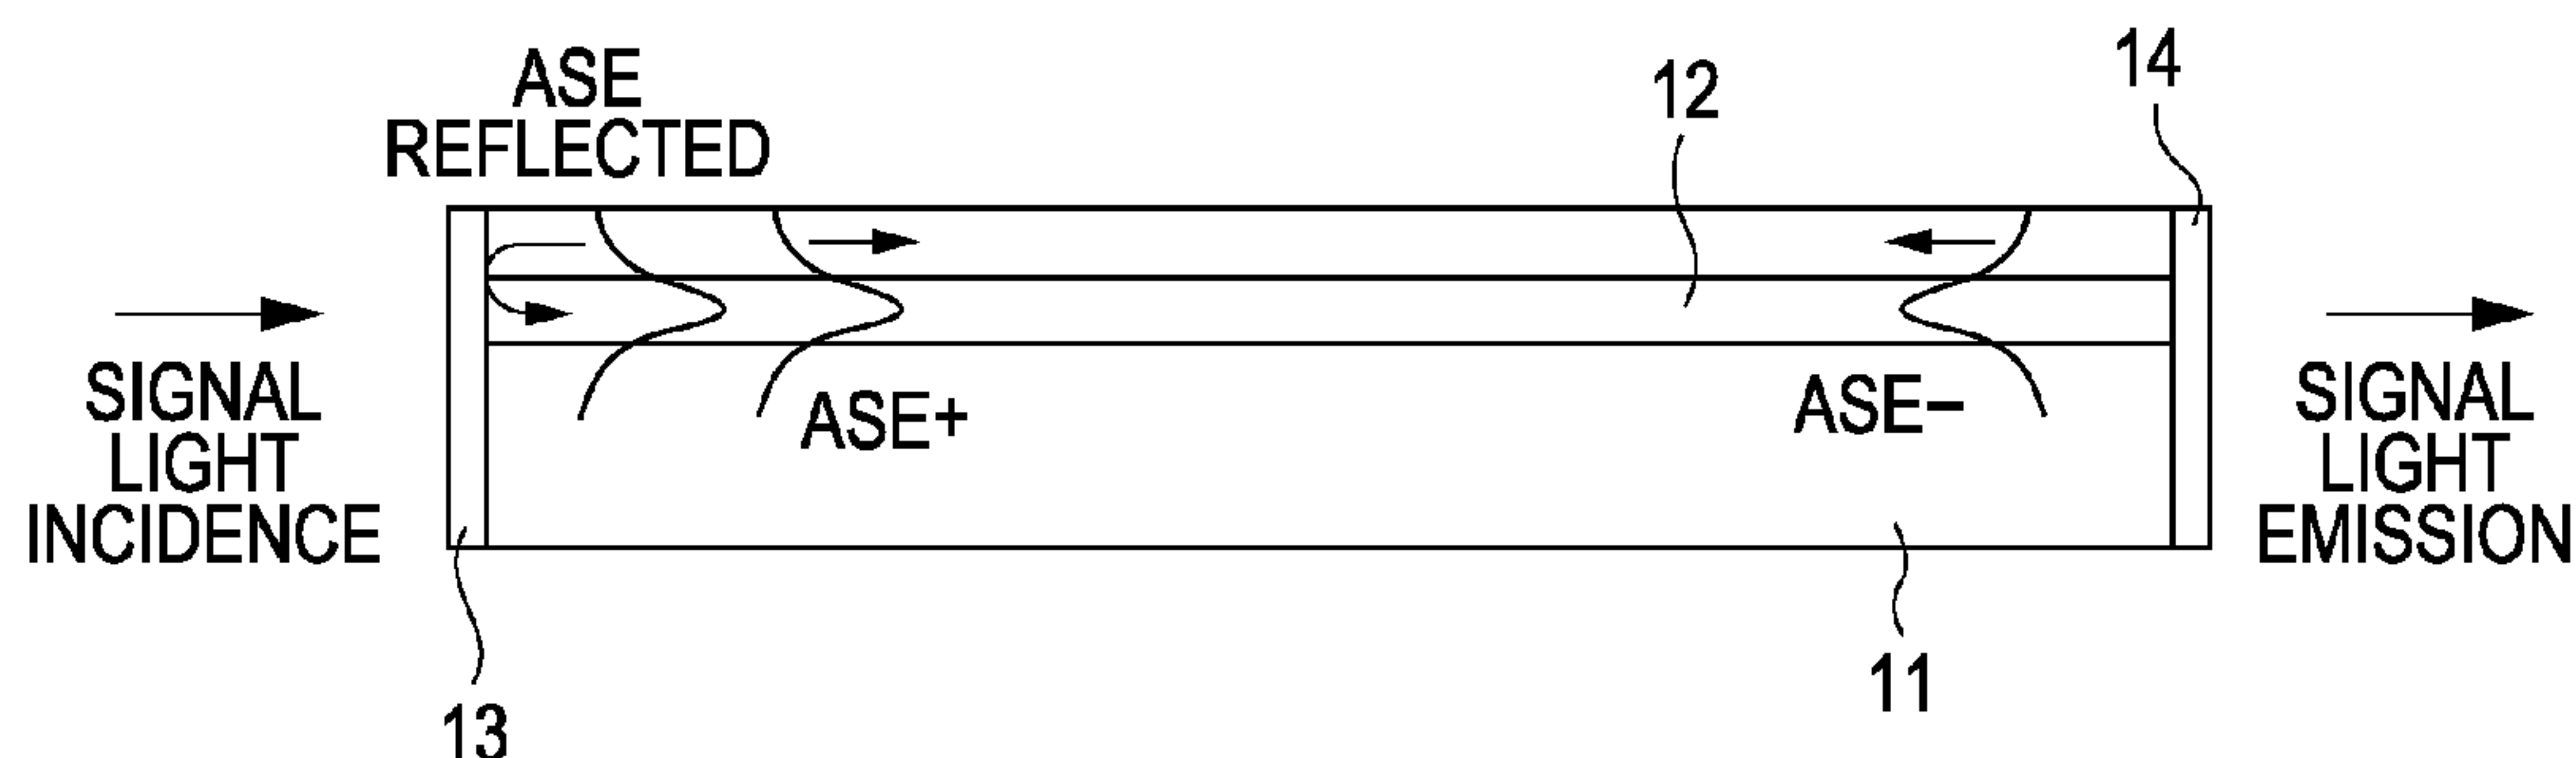 ASE
REFLECTED
12
14
SIGNAL
LIGHT
INCIDENCE
ASE+
ASE−
SIGNAL
LIGHT
EMISSION
13
11